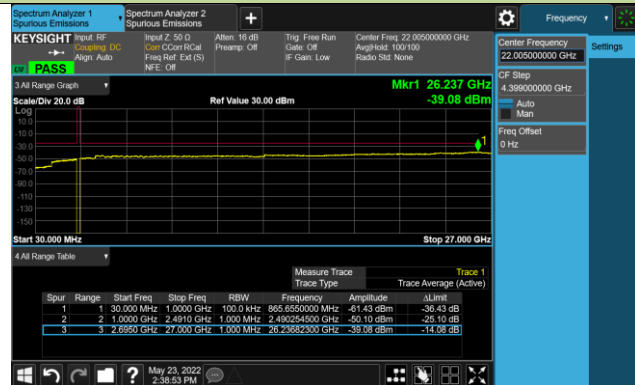 Spectrum Analyzer 1
Spurious Emissions
Spectrum Analyzer 2
Spurious Emissions
Frequency
KEYSIGHT
Input: RF
Coupling: DC
Align: Auto
Input Z: 50 Ω
Corr CCorr RCal
Freq Ref: Ext (S)
NFE: Off
Atten: 16 dB
Preamp: Off
Trig: Free Run
Gate: Off
IF Gain: Low
Center Freq: 22.005000000 GHz
Avg|Hold: 100/100
Radio Std: None
PASS
Center Frequency
22.005000000 GHz
Settings
CF Step
4.399000000 GHz
Auto
Man
Freq Offset
0 Hz
3 All Range Graph
Mkr1 26.237 GHz
Scale/Div 20.0 dB
Ref Value 30.00 dBm
-39.08 dBm
Log
10.0
-10.0
-30.0
-50.0
-70.0
-90.0
-110
-130
-150
1
Start 30.000 MHz
Stop 27.000 GHz
4 All Range Table
Measure Trace Trace 1
Trace Type Trace Average (Active)
Spur Range Start Freq Stop Freq RBW Frequency Amplitude ΔLimit
1 1 30.000 MHz 1.0000 GHz 100.0 kHz 865.6550000 MHz -61.43 dBm -36.43 dB
2 2 1.0000 GHz 2.4910 GHz 1.000 MHz 2.490254500 GHz -50.10 dBm -25.10 dB
3 3 2.6950 GHz 27.000 GHz 1.000 MHz 26.23682300 GHz -39.08 dBm -14.08 dB
May 23, 2022
2:38:53 PM